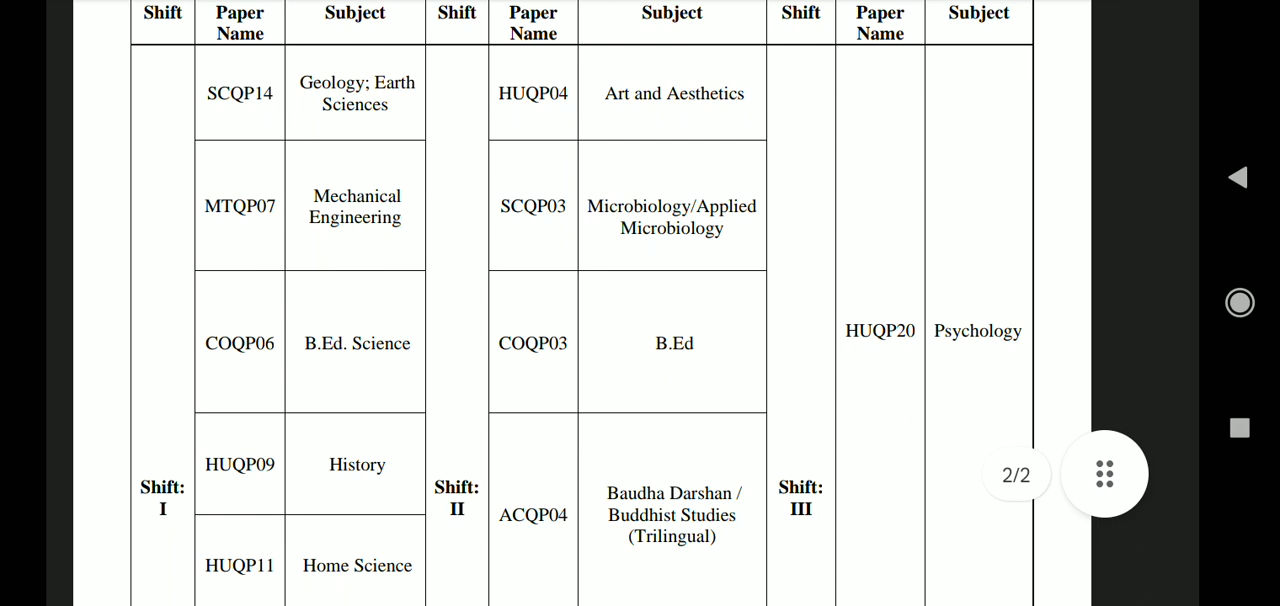 Shift Paper Name Subject Shift Paper Name Subject Shift Paper Name Subject
SCQP14
Geology; Earth
Sciences
HUQP04
Art and Aesthetics
MTQP07
Mechanical
Engineering
SCQP03
Microbiology/Applied
Microbiology
COQP06
B.Ed. Science
COQP03
B.Ed
HUQP20
Psychology
HUQP09
History
Shift:
I
HUQP11
Home Science
Shift:
II
ACQP04
Baudha Darshan /
Buddhist Studies
(Trilingual)
Shift:
III
2/2